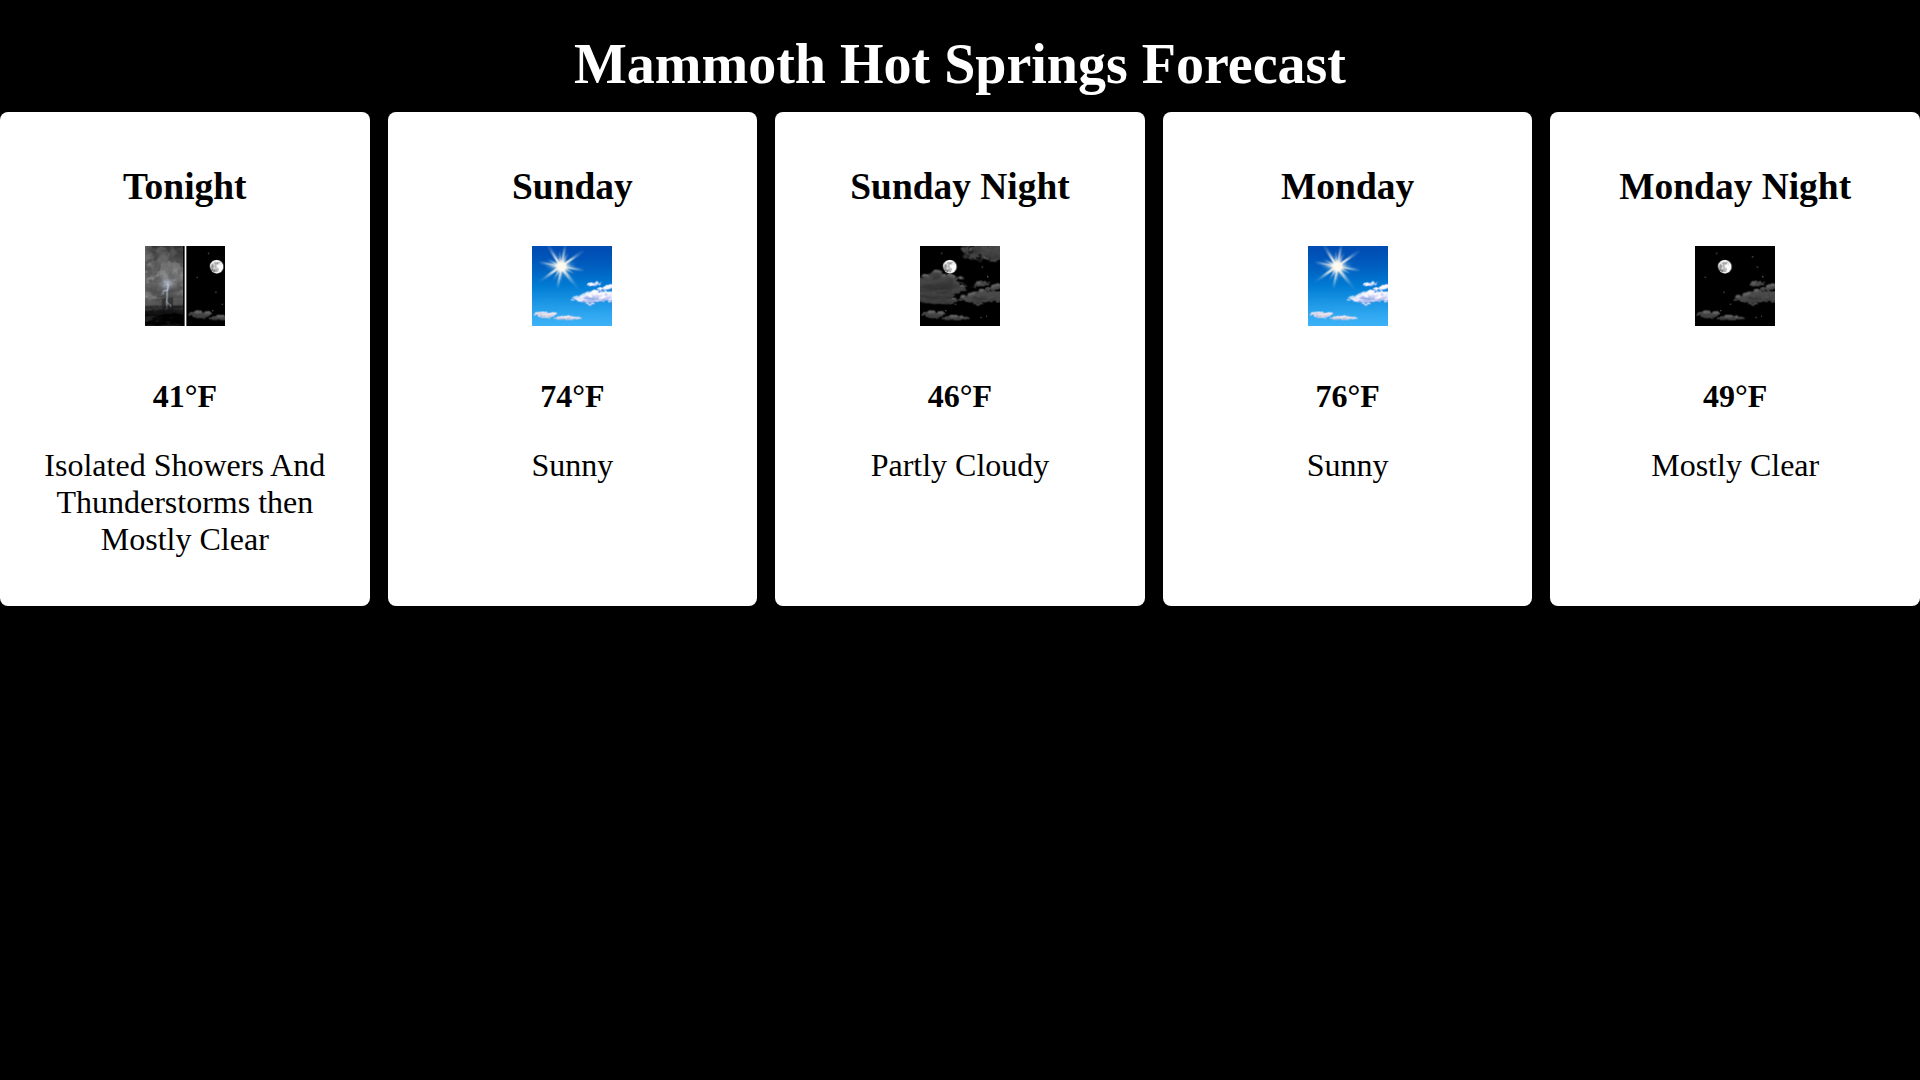 Mammoth Hot Springs Forecast
Tonight
41°F
Isolated Showers And
Thunderstorms then
Mostly Clear
Sunday
74°F
Sunny
Sunday Night
46°F
Partly Cloudy
Monday
76°F
Sunny
Monday Night
49°F
Mostly Clear